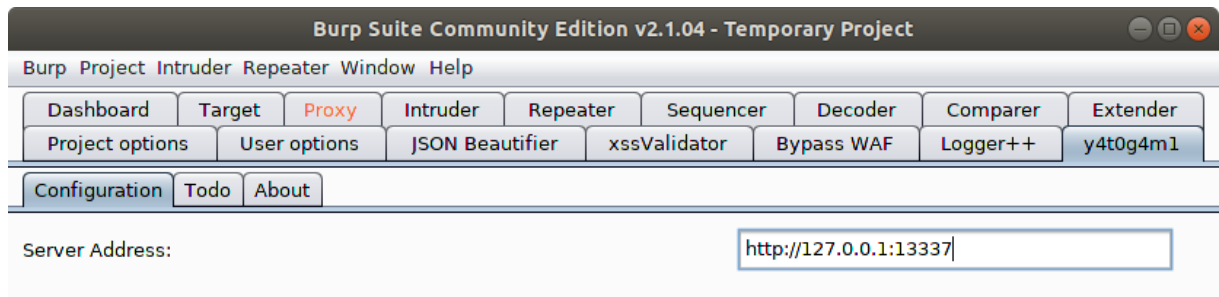 Burp Suite Community Edition v2.1.04 - Temporary Project
Burp Project Intruder Repeater Window Help
Dashboard Target Proxy Intruder Repeater Sequencer Decoder Comparer Extender
Project options User options JSON Beautifier xssValidator Bypass WAF Logger++ y4t0g4m1
Configuration Todo About
Server Address: http://127.0.0.1:13337